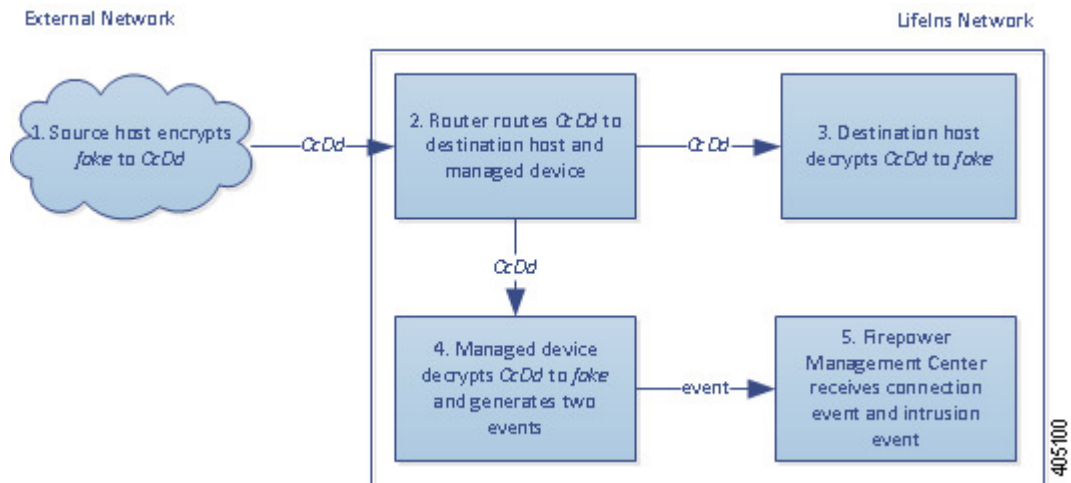 External Network
LifeIns Network
1. Source host encrypts
fake to CcDd
CcDd
2. Router routes CcDd to
destination host and
managed device
CcDd
3. Destination host
decrypts CcDd to fake
CcDd
4. Managed device
decrypts CcDd to fake
and generates two
events
event
5. Firepower
Management Center
receives connection
event and intrusion
event
405100